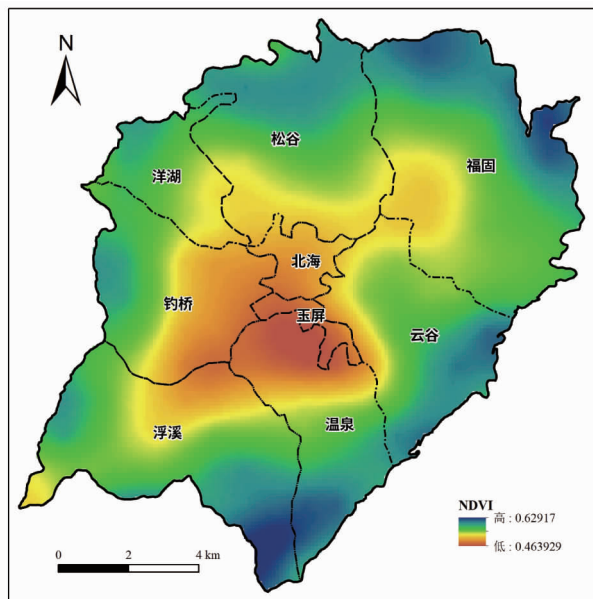 N
松谷
福固
洋湖
北海
钓桥
玉屏
云谷
浮溪
温泉
NDVI
高 : 0.62917
低 : 0.463929
0 2 4 km